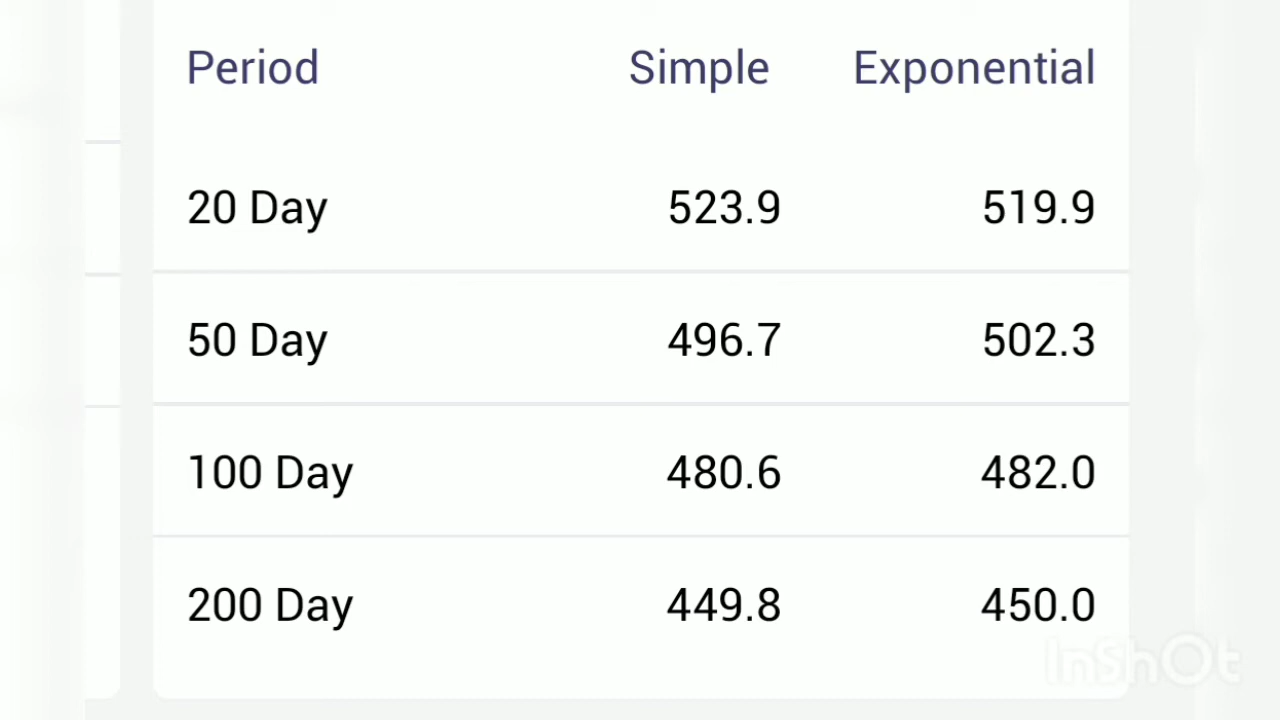 Period Simple Exponential
20 Day 523.9 519.9
50 Day 496.7 502.3
100 Day 480.6 482.0
200 Day 449.8 450.0
InShOt